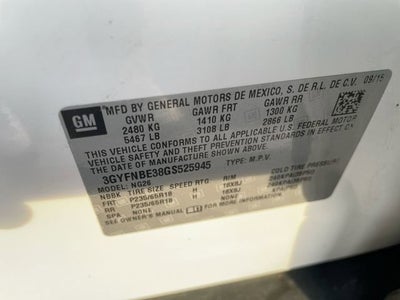 GM
MFD BY GENERAL MOTORS DE MEXICO, S. DE R.L. DE C.V. 09/15
GVWR GAWR FRT GAWR RR
2480 KG 1410 KG 1300 KG
5467 LB 3108 LB 2866 LB
THIS VEHICLE CONFORMS TO ALL APPLICABLE U.S. FEDERAL MOTOR
VEHICLE SAFETY AND THEFT PREVENTION STANDARDS IN EFFECT ON
THE DATE OF MANUFACTURE SHOWN ABOVE.
3GYFNBE38GS525945 TYPE: M.P.V.
MODEL: NG26
NBBK TIRE SIZE SPEED RTG RIM COLD TIRE PRESSURE
FRT P235/65R18 18X8J
RR P235/65R18 18X8J
SPA NONE NONE
SEE OWNER'S MANUAL